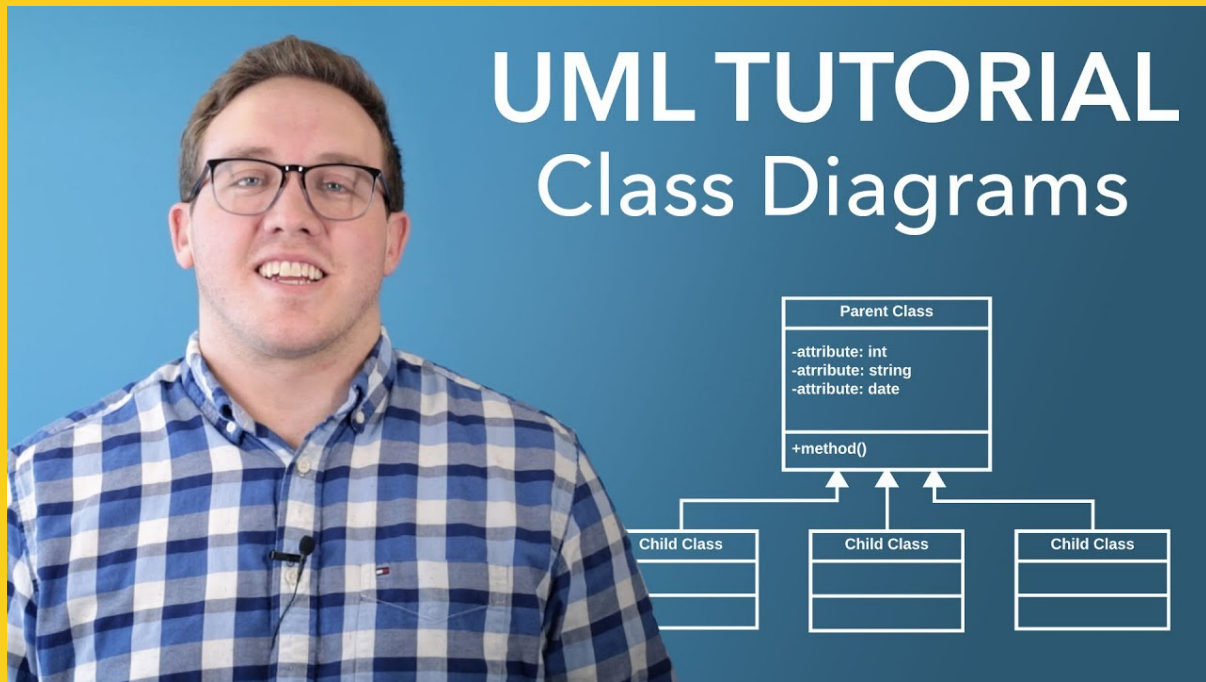 UML TUTORIAL
Class Diagrams
Parent Class
-attribute: int
-atrribute: string
-attribute: date
+method()
Child Class
Child Class
Child Class